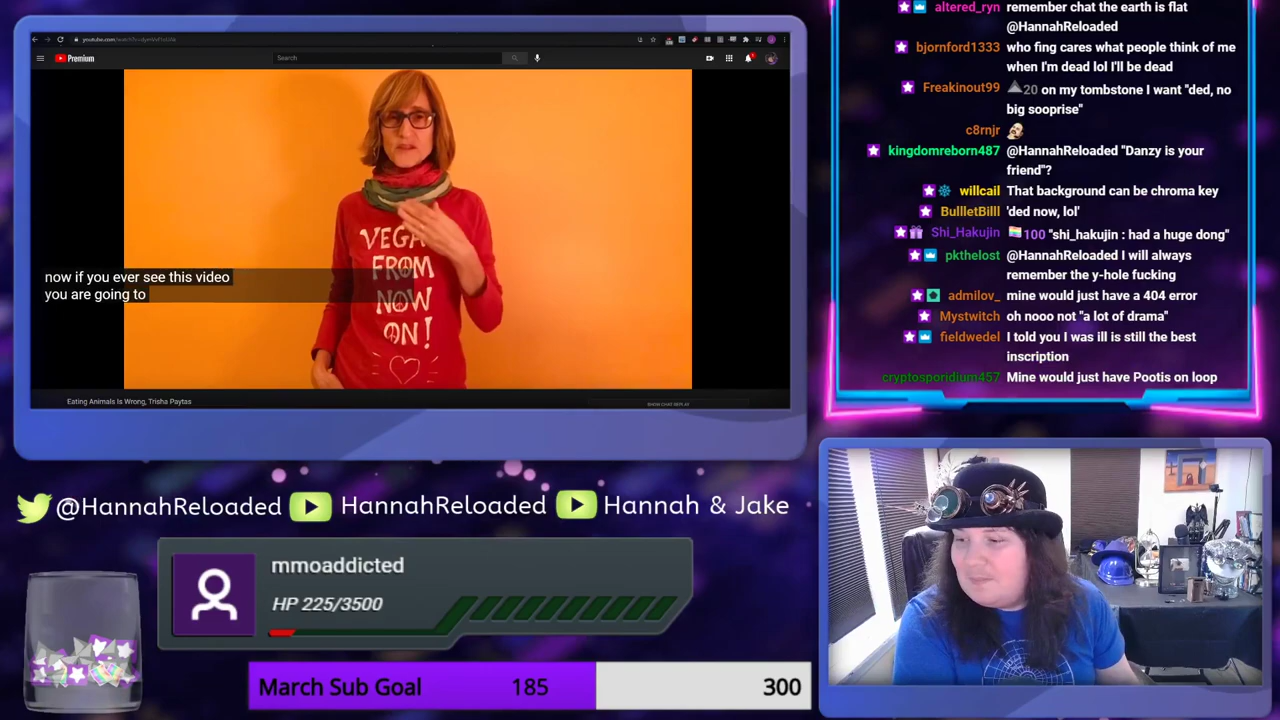 Premium
Search
VEGAN
FROM
NOW
ON!
now if you ever see this video
you are going to
Eating Animals Is Wrong, Trisha Paytas
SHOW CHAT REPLAY
altered_ryn remember chat the earth is flat
@HannahReloaded
bjornford1333 who fing cares what people think of me
when I'm dead lol I'll be dead
Freakinout99 20 on my tombstone I want "ded, no
big sooprise"
c8rnjr
kingdomreborn487 @HannahReloaded "Danzy is your
friend"?
willcail That background can be chroma key
BullletBilll 'ded now, lol'
Shi_Hakujin 100 "shi_hakujin : had a huge dong"
pkthelost @HannahReloaded I will always
remember the y-hole fucking
admilov_ mine would just have a 404 error
Mystwitch oh nooo not "a lot of drama"
fieldwedel I told you I was ill is still the best
inscription
cryptosporidium457 Mine would just have Pootis on loop
@HannahReloaded HannahReloaded Hannah & Jake
mmoaddicted
HP 225/3500
March Sub Goal 185 300